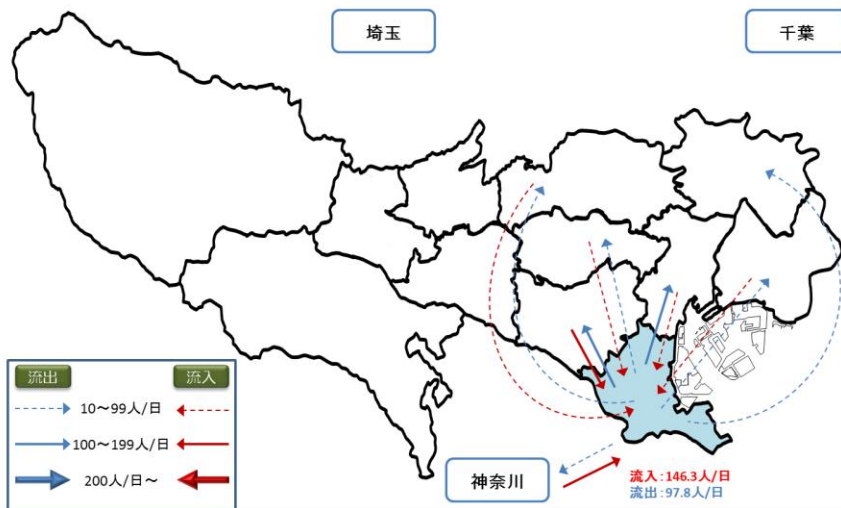 埼玉
千葉
流出
流入
10～99人/日
100～199人/日
200人/日～
神奈川
流入：146.3人/日
流出：97.8人/日